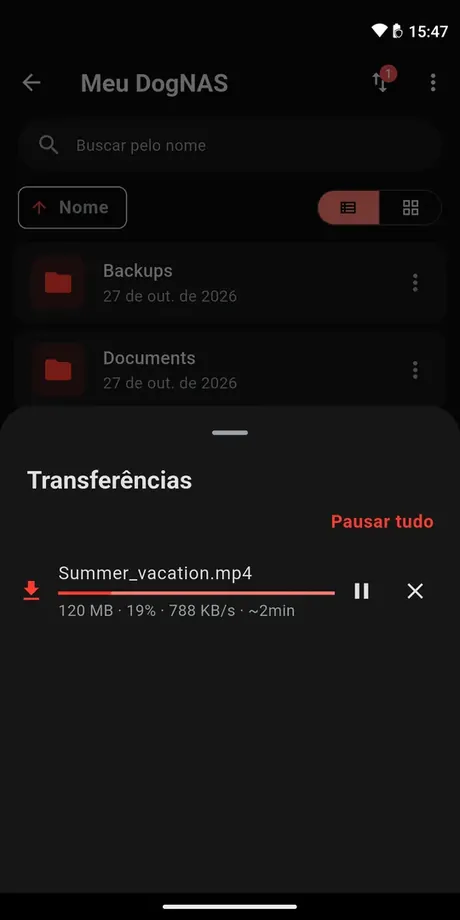 15:47
Meu DogNAS
1
Buscar pelo nome
Nome
Backups
27 de out. de 2026
Documents
27 de out. de 2026
Transferências
Pausar tudo
Summer_vacation.mp4
120 MB · 19% · 788 KB/s · ~2min